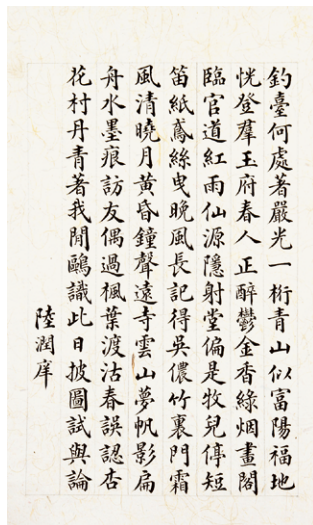 釣臺何處著嚴光一桁青山似富陽福地
恍登羣玉府春人正醉鬱金香綠烟畫閣
臨官道紅雨仙源隱射堂偏是牧兒停短
笛紙鳶絲曳晚風長記得吳儂竹裏門霜
風清曉月黃昏鐘聲遠寺雲山夢帆影扁
舟水墨痕訪友偶過楓葉渡沽春誤認杏
花村丹青著我閒鷗識此日披圖試與論
陸潤庠